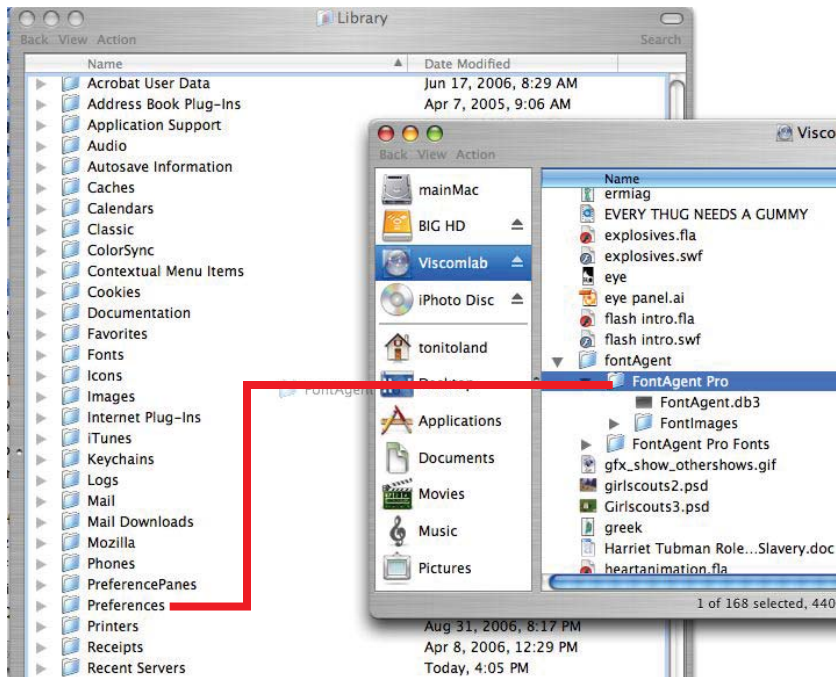 Library
Back View Action
Search
Name
Date Modified
Acrobat User Data
Jun 17, 2006, 8:29 AM
Address Book Plug-Ins
Apr 7, 2005, 9:06 AM
Application Support
Audio
Autosave Information
Caches
Calendars
Classic
ColorSync
Contextual Menu Items
Cookies
Documentation
Favorites
Fonts
Icons
Images
Internet Plug-Ins
iTunes
Keychains
Logs
Mail
Mail Downloads
Mozilla
Phones
PreferencePanes
Preferences
Printers
Aug 31, 2006, 8:17 PM
Receipts
Apr 8, 2006, 12:29 PM
Recent Servers
Today, 4:05 PM
FontAgent
Visco
Back View Action
mainMac
BIG HD
Viscomlab
iPhoto Disc
tonitoland
Desktop
Applications
Documents
Movies
Music
Pictures
Name
ermiag
EVERY THUG NEEDS A GUMMY
explosives.fla
explosives.swf
eye
eye panel.ai
flash intro.fla
flash intro.swf
fontAgent
FontAgent Pro
FontAgent.db3
FontImages
FontAgent Pro Fonts
gfx_show_othershows.gif
girlscouts2.psd
Girlscouts3.psd
greek
Harriet Tubman Role...Slavery.doc
heartanimation.fla
1 of 168 selected, 440